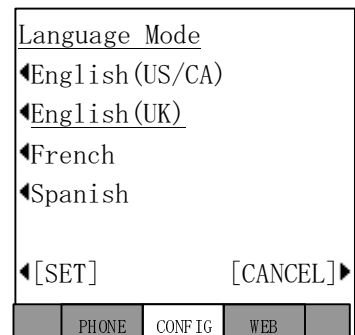 Language Mode
◀English(US/CA)
◀English(UK)
◀French
◀Spanish
◀[SET] [CANCEL]▶
PHONE CONFIG WEB